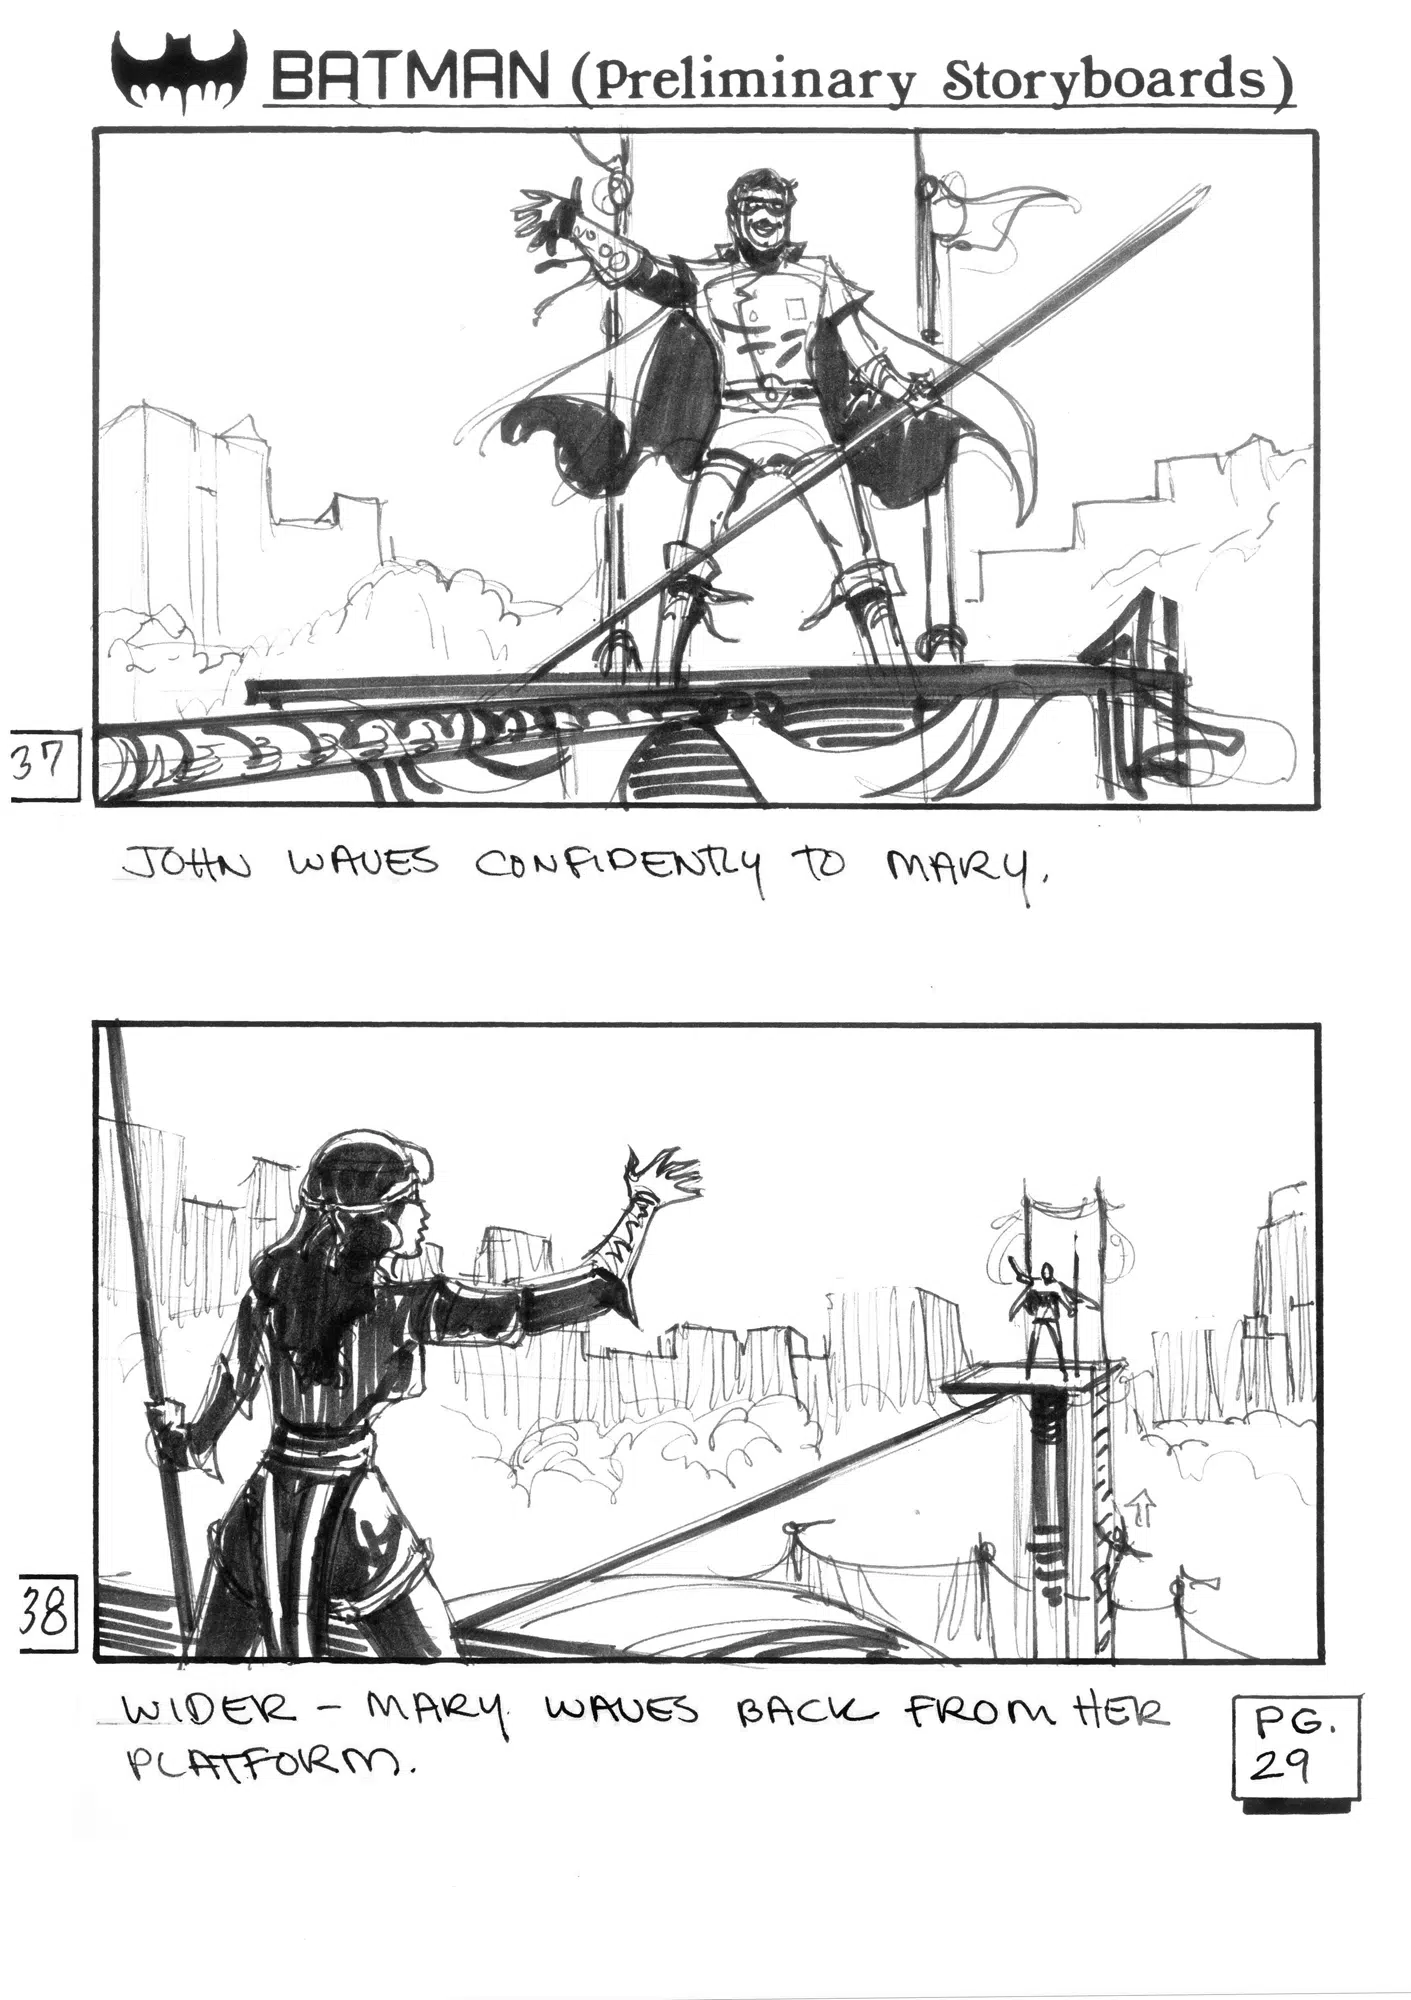 BATMAN (Preliminary Storyboards)
37
JOHN WAVES CONFIDENTLY TO MARY.
38
WIDER – MARY WAVES BACK FROM HER
PLATFORM.
PG.
29